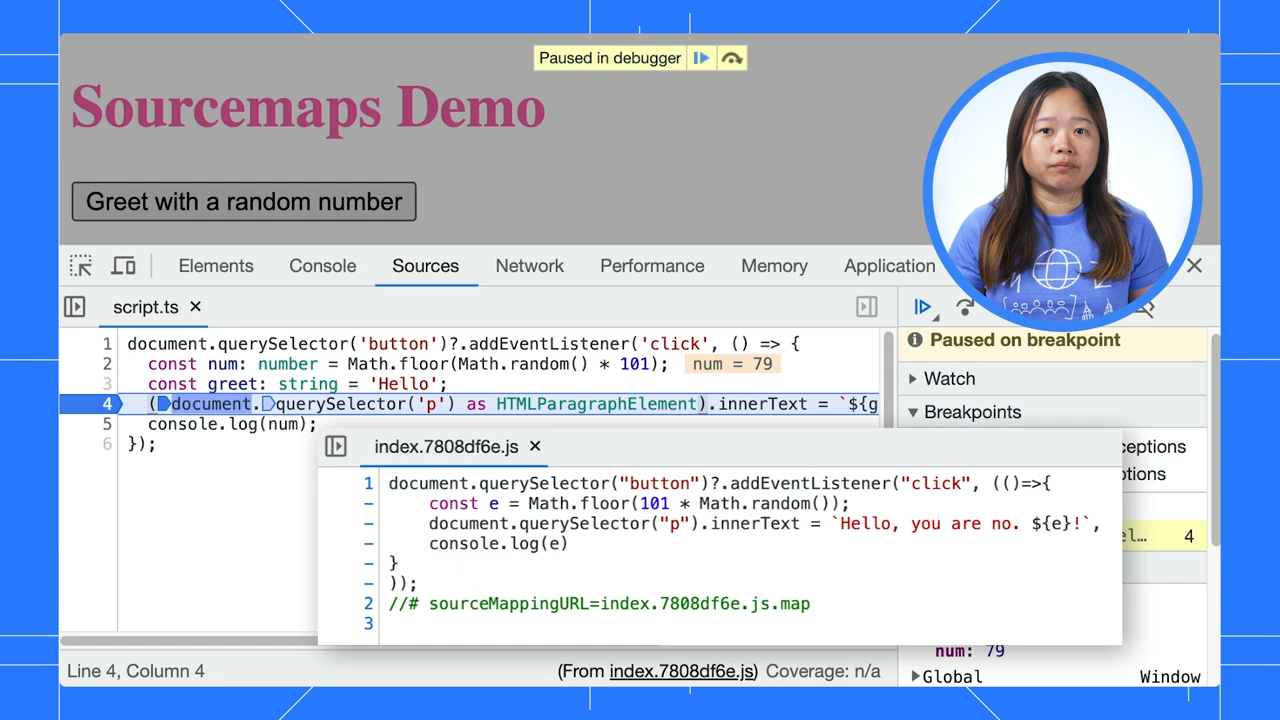 Paused in debugger
Sourcemaps Demo
Greet with a random number
Elements Console Sources Network Performance Memory Application
script.ts
1 document.querySelector('button')?.addEventListener('click', () => {
2 const num: number = Math.floor(Math.random() * 101); num = 79
3 const greet: string = 'Hello';
4 (document.querySelector('p') as HTMLParagraphElement).innerText = `${g
5 console.log(num);
6 });
index.7808df6e.js
1 document.querySelector("button")?.addEventListener("click", (()=>{
- const e = Math.floor(101 * Math.random());
- document.querySelector("p").innerText = `Hello, you are no. ${e}!`,
- console.log(e)
- }
- ));
2 //# sourceMappingURL=index.7808df6e.js.map
3
Paused on breakpoint
Watch
Breakpoints
ceptions
ptions
el… 4
num: 79
Global Window
Line 4, Column 4 (From index.7808df6e.js) Coverage: n/a